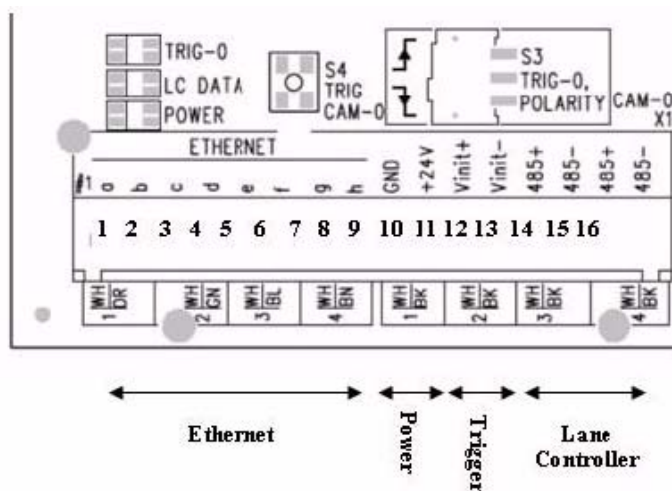 TRIG-0
LC DATA
POWER
S4
TRIG
CAM-0
S3
TRIG-0,
POLARITY
CAM-0
X1
ETHERNET
#1 a b c d e f g h GND +24V Vinit+ Vinit- 485+ 485- 485+ 485-
1 2 3 4 5 6 7 8 9 10 11 12 13 14 15 16
WH WH WH WH WH WH WH WH
DR GN BL BN BK BK BK BK
1 2 3 4 1 2 3 4
Ethernet
Power
Trigger
Lane
Controller